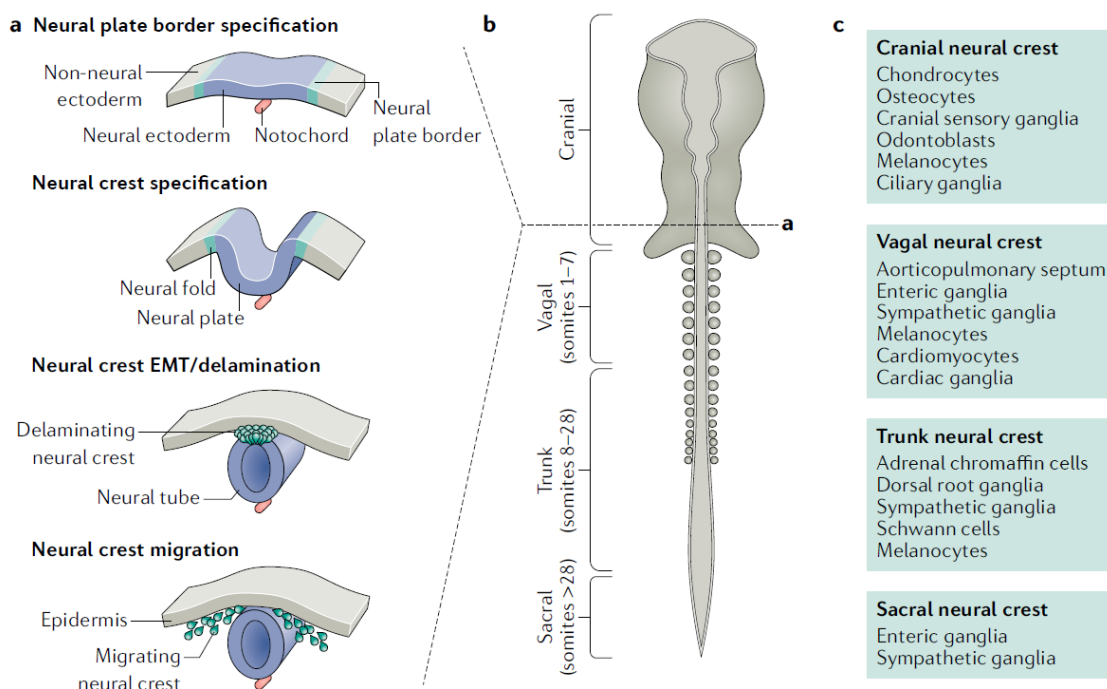 a Neural plate border specification
Non-neural
ectoderm
Neural ectoderm
Notochord
Neural
plate border
Neural crest specification
Neural fold
Neural plate
Neural crest EMT/delamination
Delaminating
neural crest
Neural tube
Neural crest migration
Epidermis
Migrating
neural crest
b
Cranial
a
Vagal
(somites 1–7)
Trunk
(somites 8–28)
Sacral
(somites >28)
c
Cranial neural crest
Chondrocytes
Osteocytes
Cranial sensory ganglia
Odontoblasts
Melanocytes
Ciliary ganglia
Vagal neural crest
Aorticopulmonary septum
Enteric ganglia
Sympathetic ganglia
Melanocytes
Cardiomyocytes
Cardiac ganglia
Trunk neural crest
Adrenal chromaffin cells
Dorsal root ganglia
Sympathetic ganglia
Schwann cells
Melanocytes
Sacral neural crest
Enteric ganglia
Sympathetic ganglia